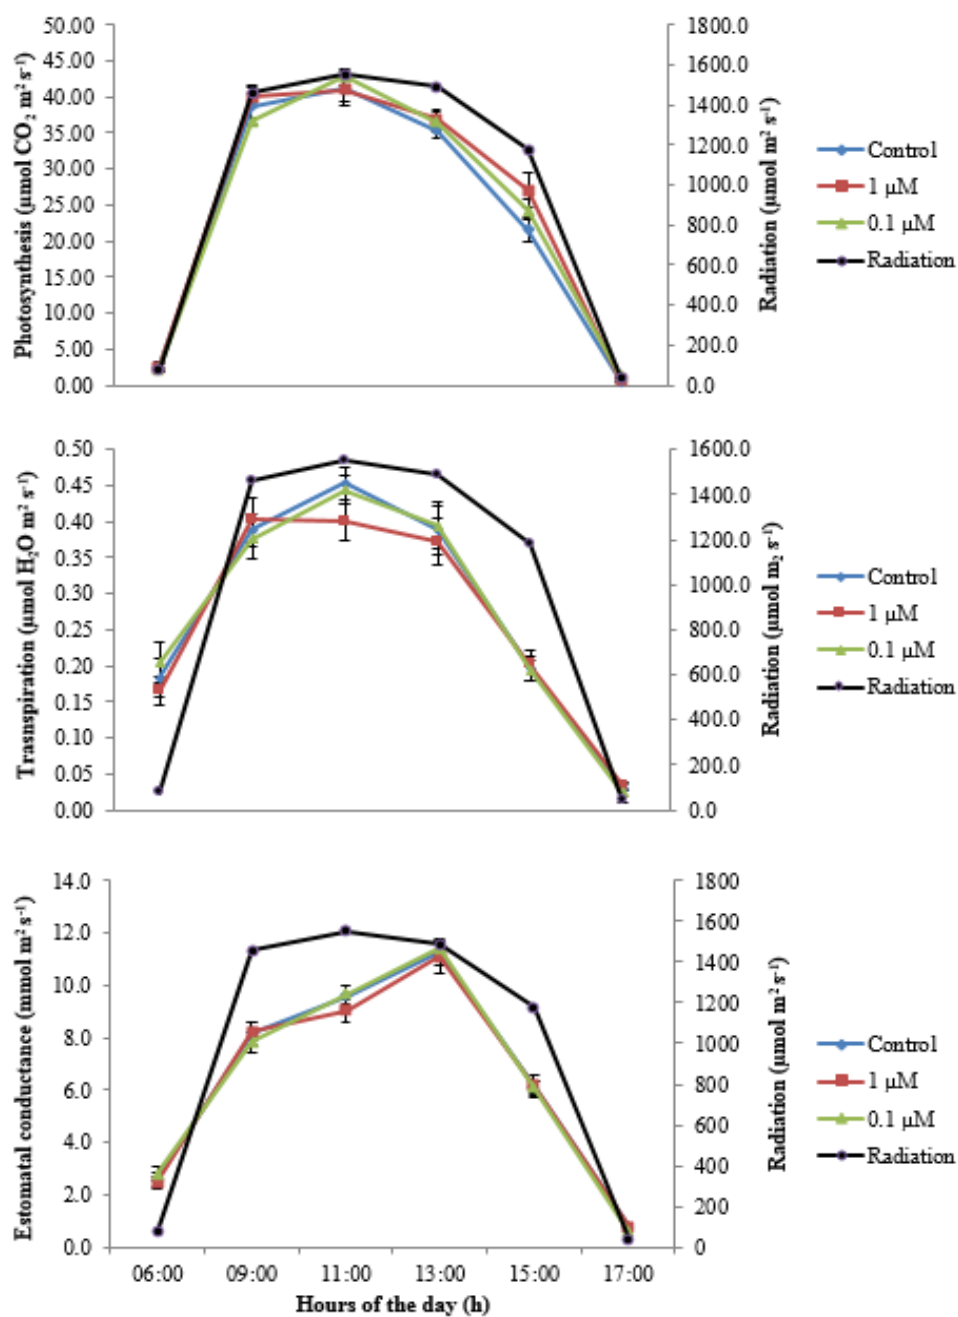 Photosynthesis (µmol CO₂ m² s⁻¹)
50.00
45.00
40.00
35.00
30.00
25.00
20.00
15.00
10.00
5.00
0.00
1800.0
1600.0
1400.0
1200.0
1000.0
800.0
600.0
400.0
200.0
0.0
Radiation (µmol m² s⁻¹)
Control
1 µM
0.1 µM
Radiation
Trasnspiration (µmol H₂O m² s⁻¹)
0.50
0.45
0.40
0.35
0.30
0.25
0.20
0.15
0.10
0.05
0.00
1600.0
1400.0
1200.0
1000.0
800.0
600.0
400.0
200.0
0.0
Radiation (µmol m₂ s⁻¹)
Control
1 µM
0.1 µM
Radiation
Estomatal conductance (mmol m² s⁻¹)
14.0
12.0
10.0
8.0
6.0
4.0
2.0
0.0
1800
1600
1400
1200
1000
800
600
400
200
0
Radiation (µmol m² s⁻¹)
Control
1 µM
0.1 µM
Radiation
06:00 09:00 11:00 13:00 15:00 17:00
Hours of the day (h)